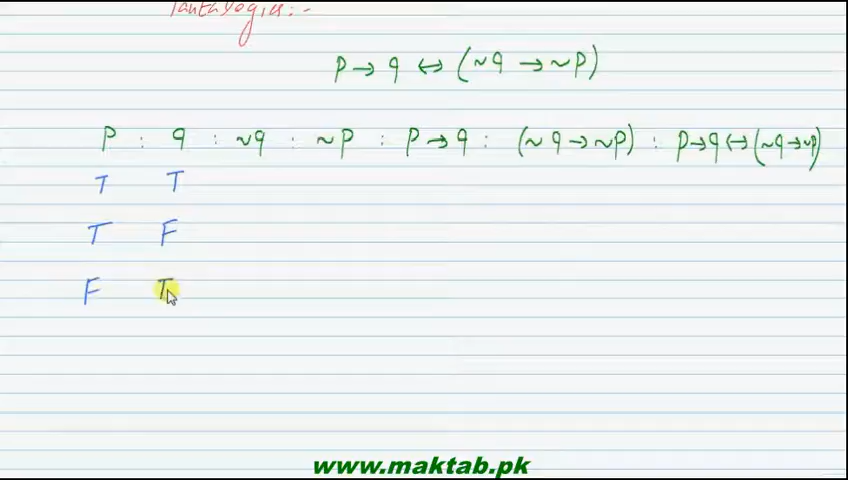 p → q ↔ (~q → ~p)
p : q : ~q : ~p : p → q : (~q → ~p) : p→q ↔ (~q→~p)
T T
T F
F T
www.maktab.pk